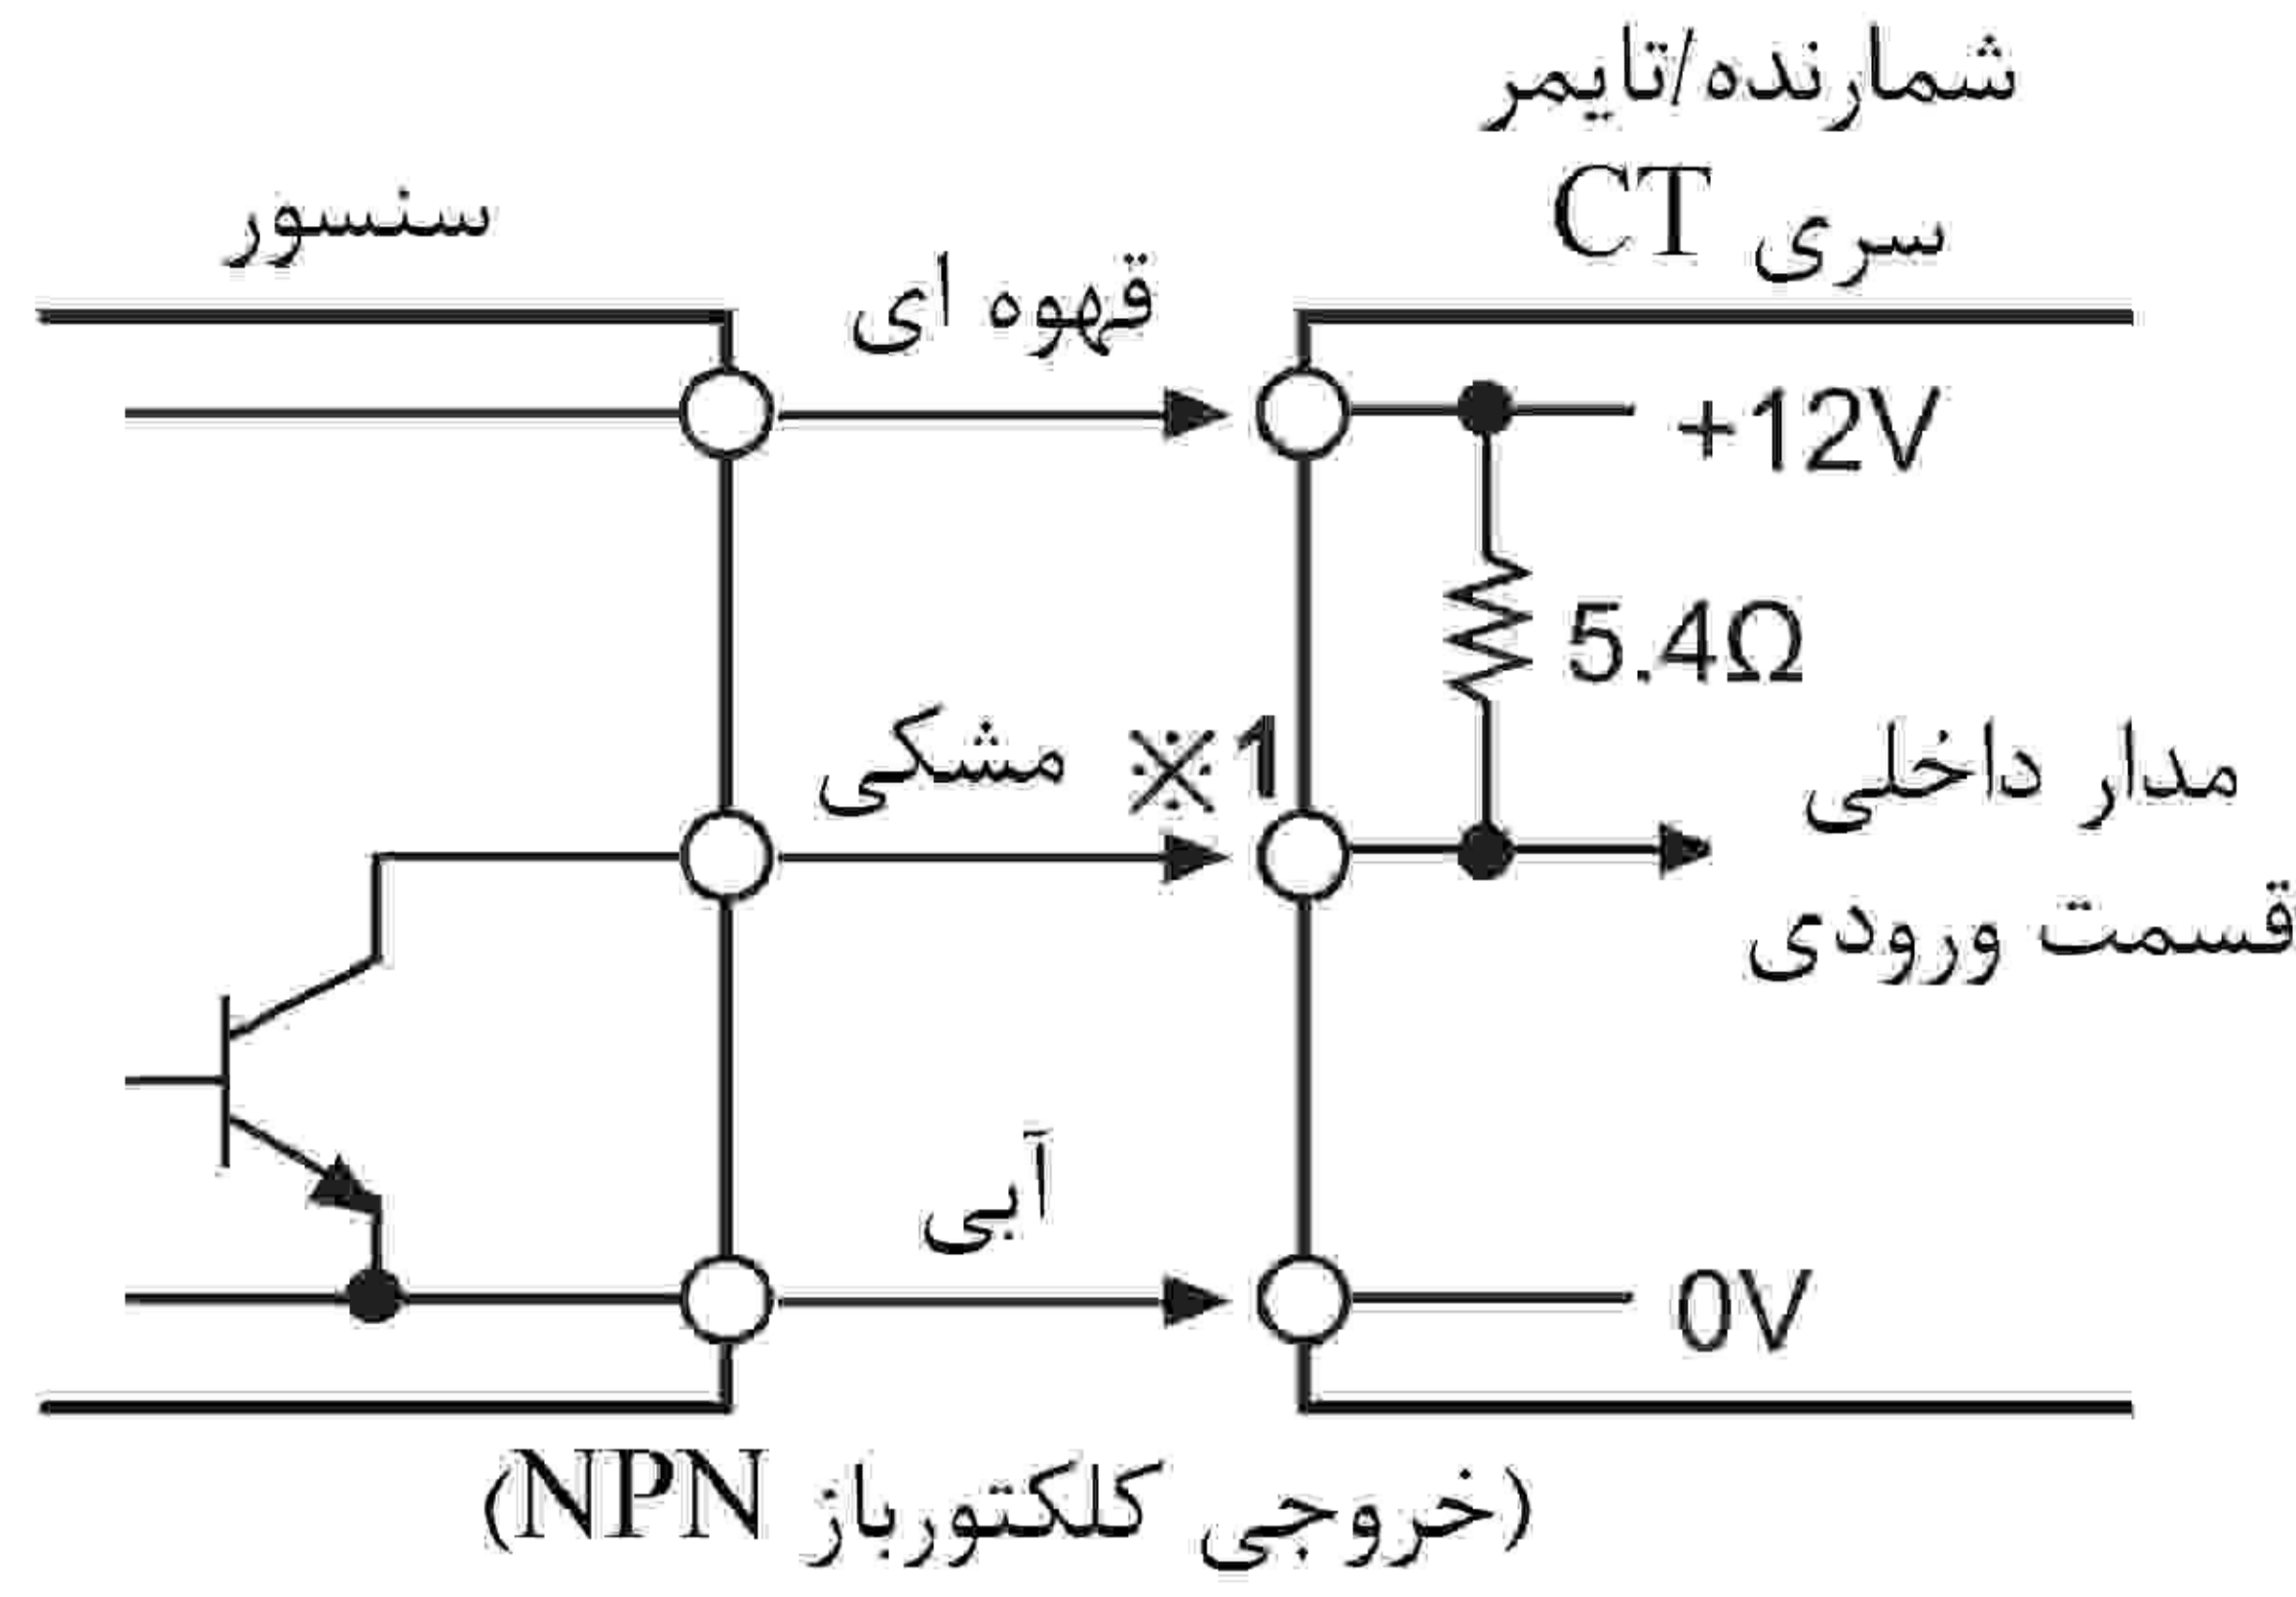 شمارنده/تایمر
سری CT
سنسور
قهوه ای
+12V
5.4Ω
مشکی ※1
مدار داخلی
قسمت ورودی
آبی
0V
(خروجی کلکتورباز NPN)